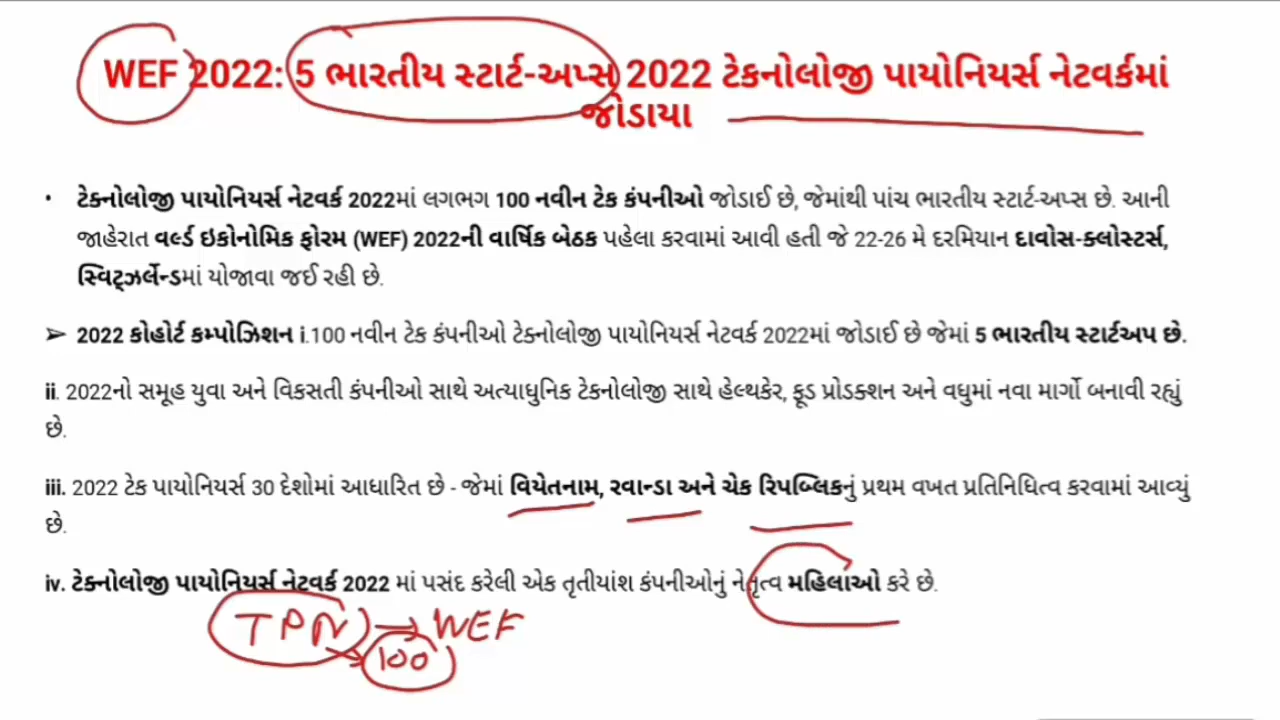 WEF 2022: 5 ભારતીય સ્ટાર્ટ-અપ્સ 2022 ટેકનોલોજી પાયોનિયર્સ નેટવર્કમાં
જોડાયા
• ટેક્નોલોજી પાયોનિયર્સ નેટવર્ક 2022માં લગભગ 100 નવીન ટેક કંપનીઓ જોડાઈ છે, જેમાંથી પાંચ ભારતીય સ્ટાર્ટ-અપ્સ છે. આની
જાહેરાત વર્લ્ડ ઇકોનોમિક ફોરમ (WEF) 2022ની વાર્ષિક બેઠક પહેલા કરવામાં આવી હતી જે 22-26 મે દરમિયાન દાવોસ-ક્લોસ્ટર્સ,
સ્વિટ્ઝર્લેન્ડમાં યોજાવા જઈ રહી છે.
➢ 2022 કોહોર્ટ કમ્પોઝિશન i.100 નવીન ટેક કંપનીઓ ટેક્નોલોજી પાયોનિયર્સ નેટવર્ક 2022માં જોડાઈ છે જેમાં 5 ભારતીય સ્ટાર્ટઅપ છે.
ii. 2022નો સમૂહ યુવા અને વિકસતી કંપનીઓ સાથે અત્યાધુનિક ટેકનોલોજી સાથે હેલ્થકેર, ફૂડ પ્રોડક્શન અને વધુમાં નવા માર્ગો બનાવી રહ્યું
છે.
iii. 2022 ટેક પાયોનિયર્સ 30 દેશોમાં આધારિત છે - જેમાં વિયેતનામ, રવાન્ડા અને ચેક રિપબ્લિકનું પ્રથમ વખત પ્રતિનિધિત્વ કરવામાં આવ્યું
છે.
iv. ટેક્નોલોજી પાયોનિયર્સ નેટવર્ક 2022 માં પસંદ કરેલી એક તૃતીયાંશ કંપનીઓનું નેતૃત્વ મહિલાઓ કરે છે.
TPN → WEF
100